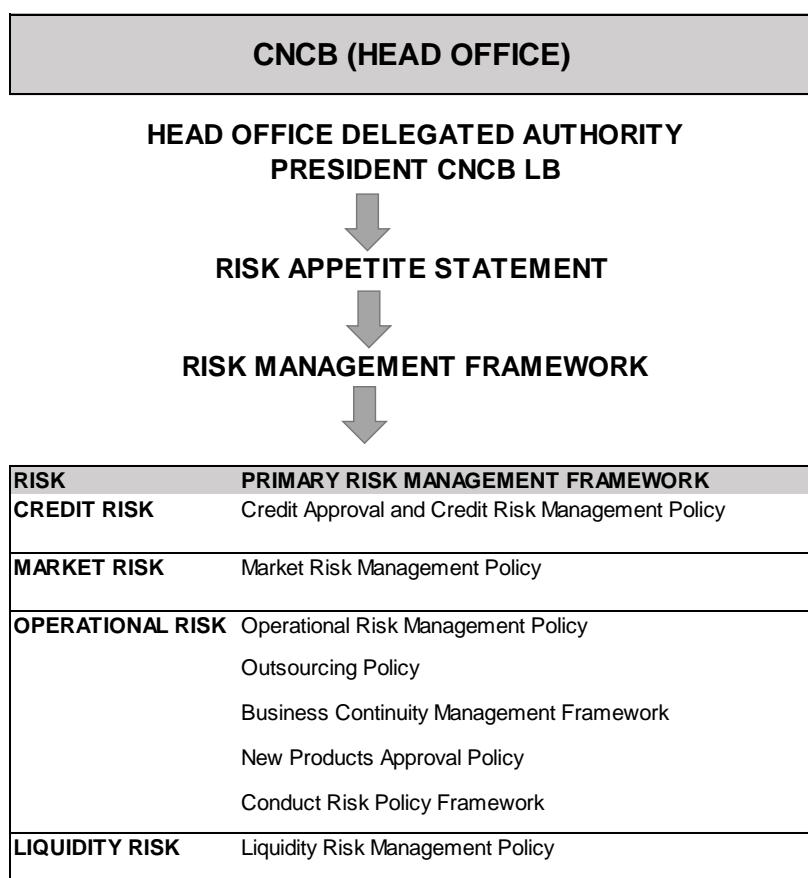 CNCB (HEAD OFFICE)
HEAD OFFICE DELEGATED AUTHORITY
PRESIDENT CNCB LB
RISK APPETITE STATEMENT
RISK MANAGEMENT FRAMEWORK
RISK PRIMARY RISK MANAGEMENT FRAMEWORK
CREDIT RISK Credit Approval and Credit Risk Management Policy
MARKET RISK Market Risk Management Policy
OPERATIONAL RISK Operational Risk Management Policy
Outsourcing Policy
Business Continuity Management Framework
New Products Approval Policy
Conduct Risk Policy Framework
LIQUIDITY RISK Liquidity Risk Management Policy